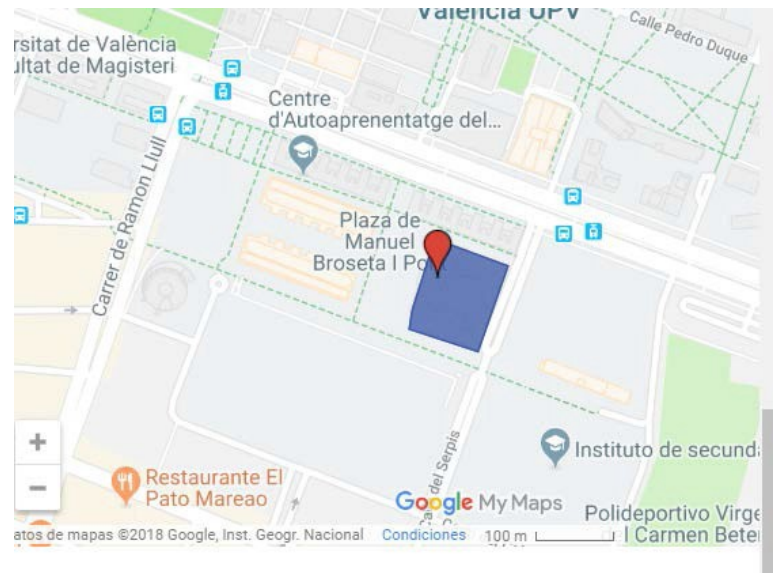 València UPV
Calle Pedro Duque
rsitat de València
ultat de Magisteri
Centre
d'Autoaprenentatge del...
Carrer de Ramon Llull
Plaza de
Manuel
Broseta I Po
Instituto de secund
del Serpis
+
−
Restaurante El
Pato Mareao
Google My Maps
Polideportivo Virge
l Carmen Beter
atos de mapas ©2018 Google, Inst. Geogr. Nacional Condiciones 100 m